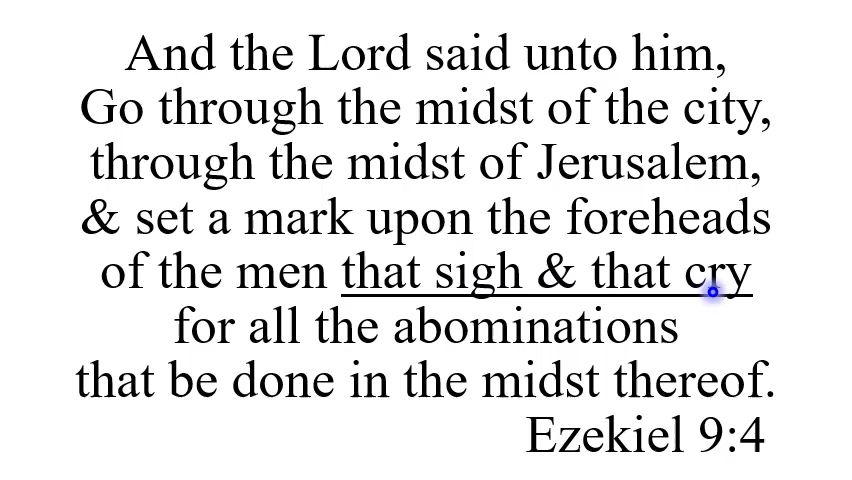 And the Lord said unto him,
Go through the midst of the city,
through the midst of Jerusalem,
& set a mark upon the foreheads
of the men that sigh & that cry
for all the abominations
that be done in the midst thereof.
Ezekiel 9:4